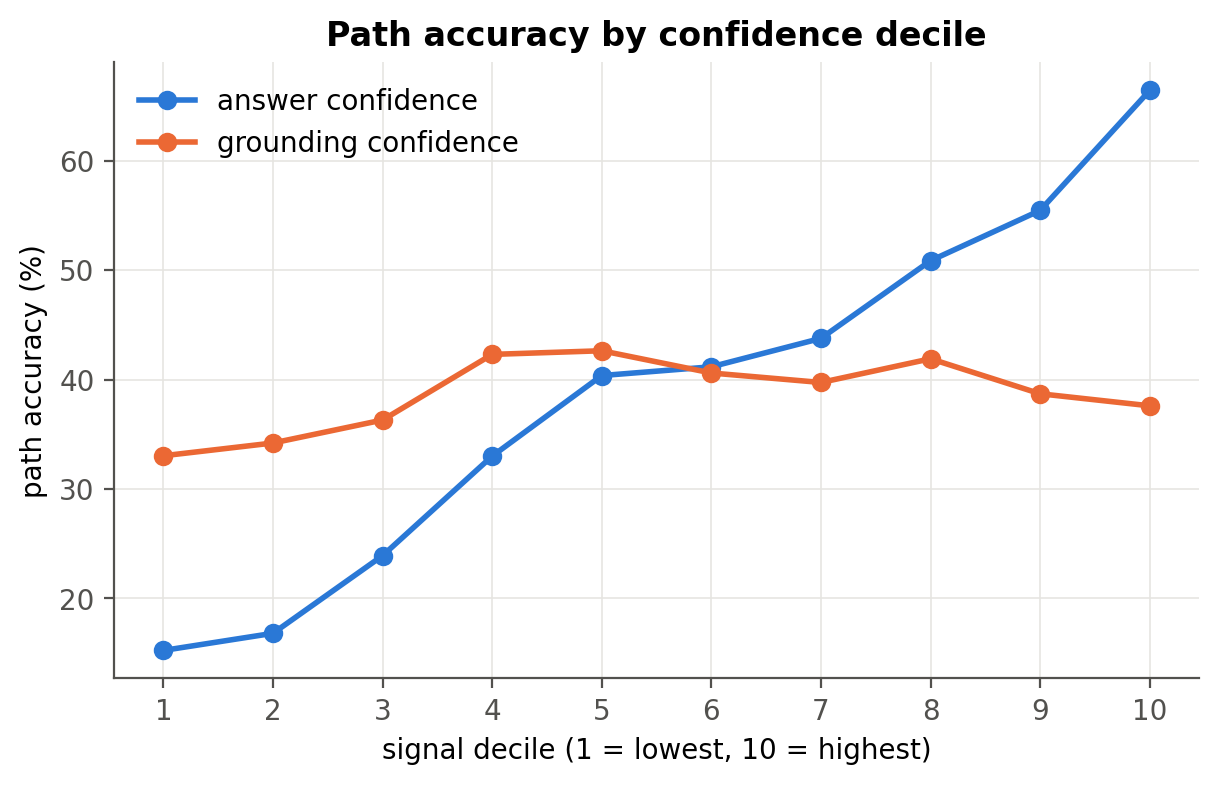 Path accuracy by confidence decile
answer confidence
grounding confidence
path accuracy (%)
60
50
40
30
20
1 2 3 4 5 6 7 8 9 10
signal decile (1 = lowest, 10 = highest)